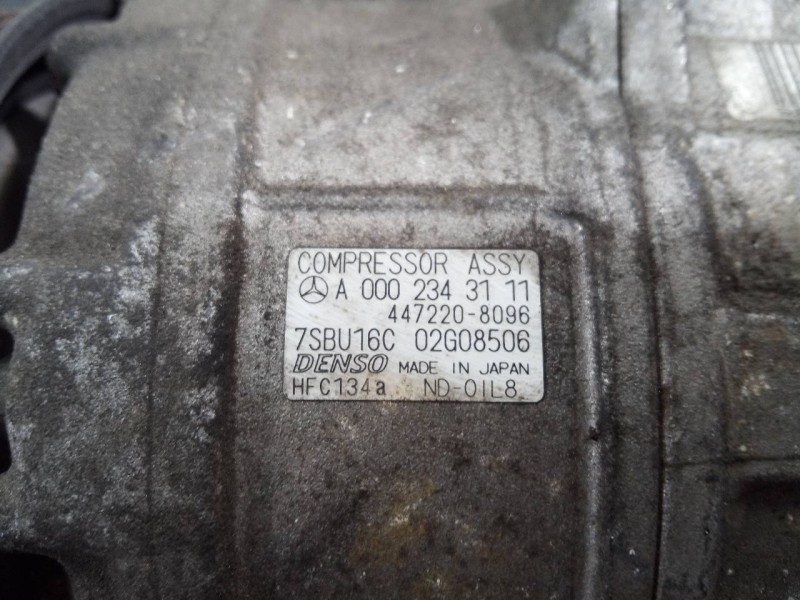 COMPRESSOR ASSY
A 000 234 31 11
447220-8096
7SBU16C 02G08506
DENSO MADE IN JAPAN
HFC134a ND-OIL8